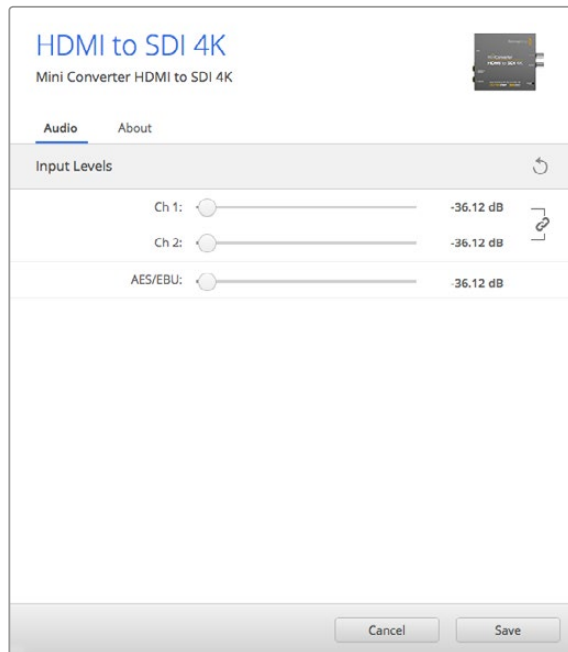 HDMI to SDI 4K
Mini Converter HDMI to SDI 4K
Audio About
Input Levels
Ch 1: -36.12 dB
Ch 2: -36.12 dB
AES/EBU: -36.12 dB
Cancel Save